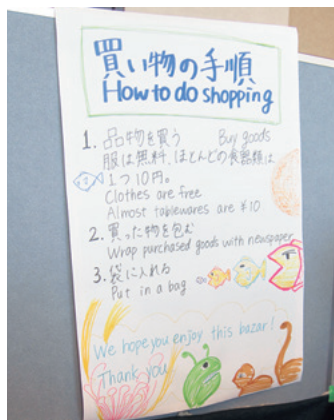 買い物の手順
How to do shopping
1. 品物を買う Buy goods
服は無料、ほとんどの食器類は
1つ10円。
Clothes are free
Almost tablewares are ¥10
2. 買った物を包む
Wrap purchased goods with newspaper
3. 袋に入れる
Put in a bag
We hope you enjoy this bazar!
Thank you